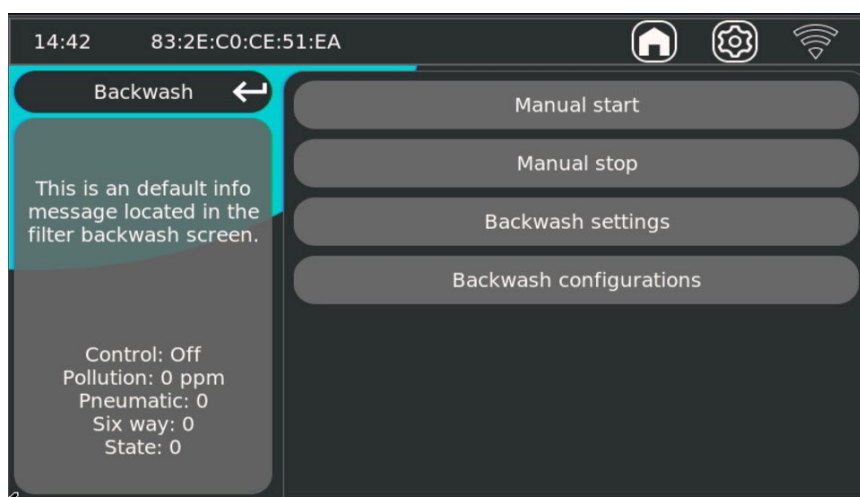 14:42 83:2E:C0:CE:51:EA
Backwash
This is an default info
message located in the
filter backwash screen.
Control: Off
Pollution: 0 ppm
Pneumatic: 0
Six way: 0
State: 0
Manual start
Manual stop
Backwash settings
Backwash configurations